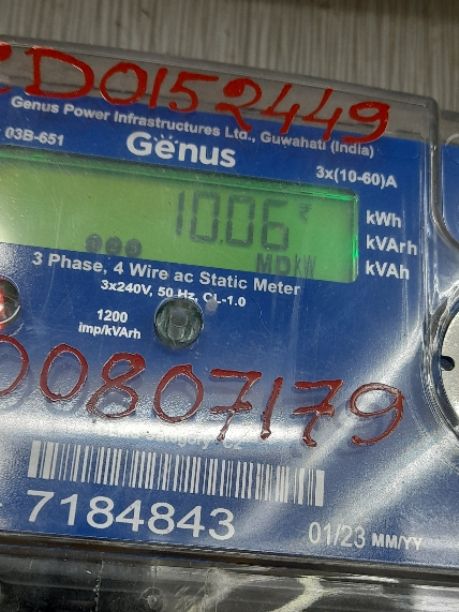 CD0152449
Genus Power Infrastructures Ltd., Guwahati (India)
03B-651
Genus
3x(10-60)A
10.06
MDkW
kWh
kVArh
kVAh
3 Phase, 4 Wire ac Static Meter
3x240V, 50 Hz, CL-1.0
1200
imp/kVArh
00807179
7184843
01/23 MM/YY